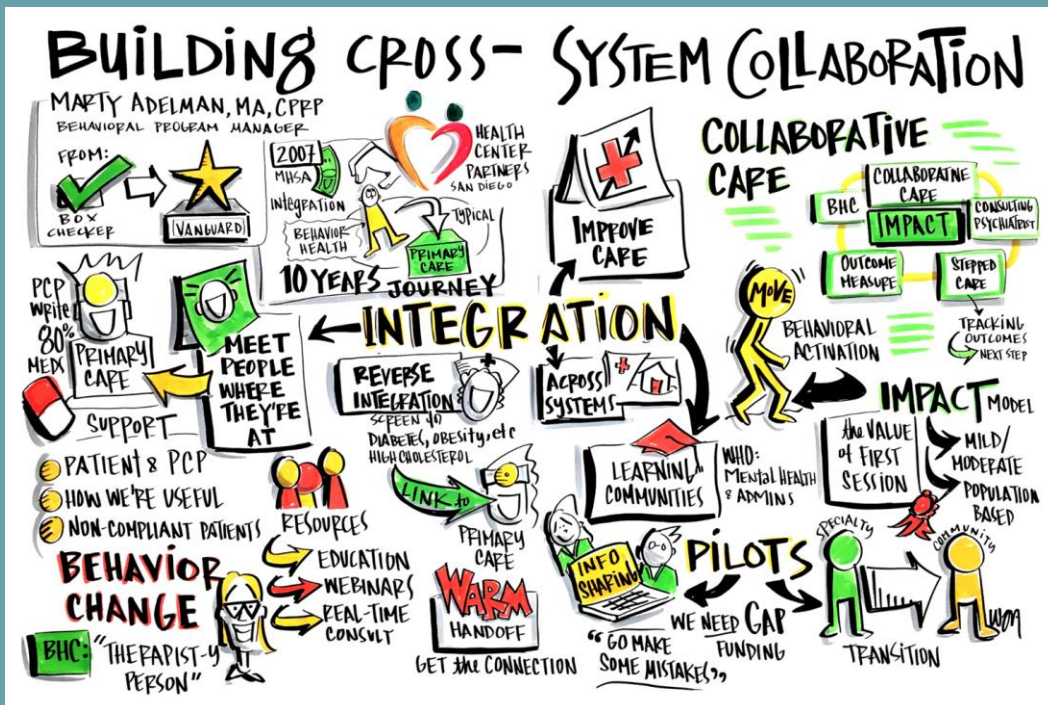 BUILDING CROSS-SYSTEM COLLABORATION
MARTY ADELMAN, MA, CPRP
BEHAVIORAL PROGRAM MANAGER
FROM:
BOX
CHECKER
VANGUARD
2007
MHSA
INTEGRATION
BEHAVIOR
HEALTH
TYPICAL
PRIMARY
CARE
10 YEARS JOURNEY
HEALTH
CENTER
PARTNERS
SAN DIEGO
IMPROVE
CARE
COLLABORATIVE
CARE
COLLABORATIVE
CARE
BHC
IMPACT
CONSULTING
PSYCHIATRIST
OUTCOME
MEASURE
STEPPED
CARE
TRACKING
OUTCOMES
NEXT STEP
MOVE
BEHAVIORAL
ACTIVATION
INTEGRATION
PCP
WRITE
80%
MEDX
PRIMARY
CARE
SUPPORT
MEET
PEOPLE
WHERE
THEY'RE
AT
PATIENT & PCP
HOW WE'RE USEFUL
NON-COMPLIANT PATIENTS
REVERSE
INTEGRATION
SCREEN 40
DIABETES, OBESITY, etc
HIGH CHOLESTEROL
LINK to
PRIMARY
CARE
ACROSS
SYSTEMS
LEARNING
COMMUNITIES
WHO:
Mental Health
& ADMINS
IMPACT MODEL
the VALUE
of FIRST
SESSION
MILD/
MODERATE
POPULATION
BASED
RESOURCES
EDUCATION
WEBINARS
REAL-TIME
CONSULT
BEHAVIOR
CHANGE
BHC: "THERAPIST-Y
PERSON"
WARM
HANDOFF
GET the CONNECTION
INFO
SHARING
"GO MAKE
SOME MISTAKES"
PILOTS
WE NEED GAP
FUNDING
SPECIALTY
COMMUNITY
TRANSITION